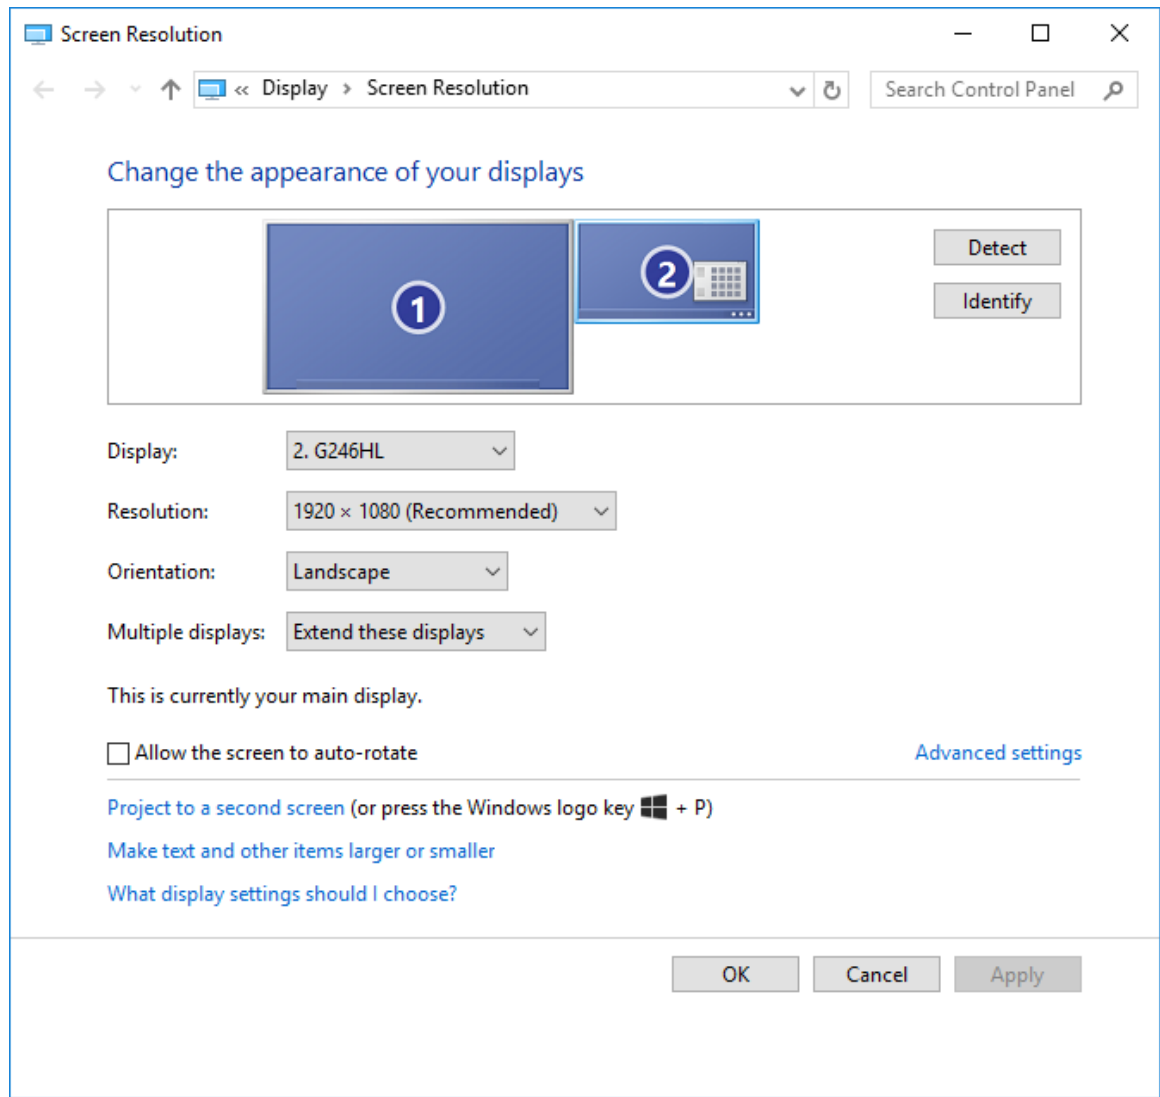 Screen Resolution
« Display › Screen Resolution
Search Control Panel
Change the appearance of your displays
1
2
Detect
Identify
Display: 2. G246HL
Resolution: 1920 × 1080 (Recommended)
Orientation: Landscape
Multiple displays: Extend these displays
This is currently your main display.
Allow the screen to auto-rotate
Advanced settings
Project to a second screen (or press the Windows logo key + P)
Make text and other items larger or smaller
What display settings should I choose?
OK
Cancel
Apply